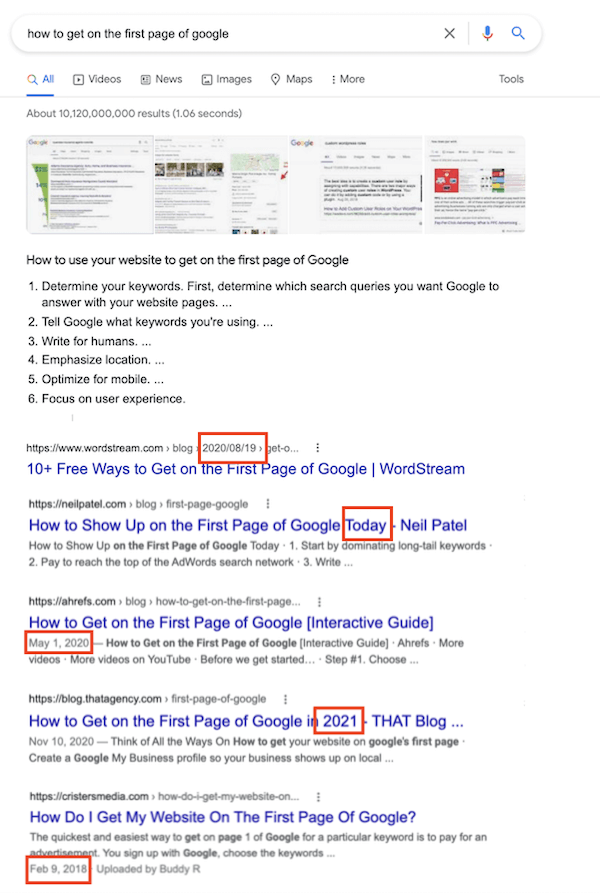 how to get on the first page of google
All
Videos
News
Images
Maps
More
Tools
About 10,120,000,000 results (1.06 seconds)
Google
Google
How to use your website to get on the first page of Google
1. Determine your keywords. First, determine which search queries you want Google to
answer with your website pages. ...
2. Tell Google what keywords you're using. ...
3. Write for humans. ...
4. Emphasize location. ...
5. Optimize for mobile. ...
6. Focus on user experience.
https://www.wordstream.com › blog › 2020/08/19 › get-o...
10+ Free Ways to Get on the First Page of Google | WordStream
https://neilpatel.com › blog › first-page-google
How to Show Up on the First Page of Google Today - Neil Patel
How to Show Up on the First Page of Google Today · 1. Start by dominating long-tail keywords ·
2. Pay to reach the top of the AdWords search network · 3. Write ...
https://ahrefs.com › blog › how-to-get-on-the-first-page...
How to Get on the First Page of Google [Interactive Guide]
May 1, 2020 — How to Get on the First Page of Google [Interactive Guide] · Ahrefs · More
videos · More videos on YouTube · Before we get started... · Step #1. Choose ...
https://blog.thatagency.com › first-page-of-google
How to Get on the First Page of Google in 2021 - THAT Blog ...
Nov 10, 2020 — Think of All the Ways On How to get your website on google's first page ·
Create a Google My Business profile so your business shows up on local ...
https://cristersmedia.com › how-do-i-get-my-website-on...
How Do I Get My Website On The First Page Of Google?
The quickest and easiest way to get on page 1 of Google for a particular keyword is to pay for an
advertisement. You sign up with Google, choose the keywords ...
Feb 9, 2018 · Uploaded by Buddy R